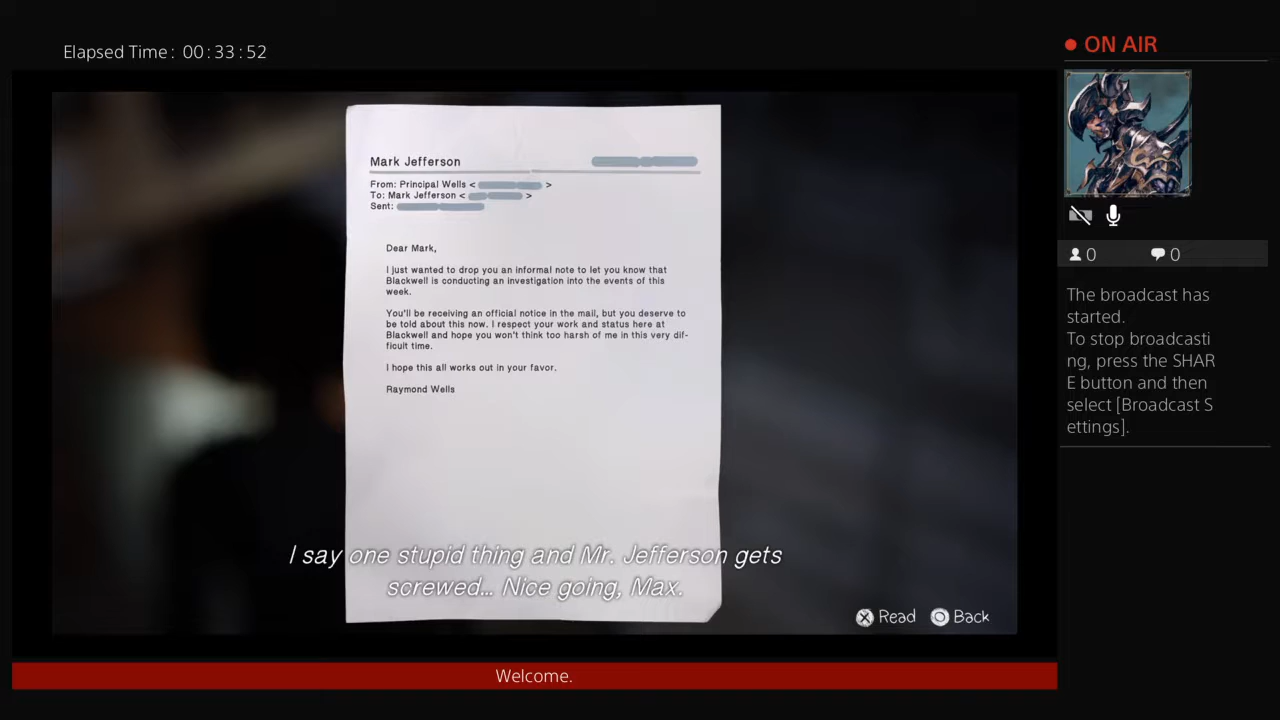 Elapsed Time: 00:33:52
ON AIR
Mark Jefferson
From: Principal Wells < >
To: Mark Jefferson < >
Sent:
Dear Mark,
I just wanted to drop you an informal note to let you know that
Blackwell is conducting an investigation into the events of this
week.
You'll be receiving an official notice in the mail, but you deserve to
be told about this now. I respect your work and status here at
Blackwell and hope you won't think too harsh of me in this very dif-
ficult time.
I hope this all works out in your favor.
Raymond Wells
I say one stupid thing and Mr. Jefferson gets
screwed... Nice going, Max.
Read Back
0 0
The broadcast has
started.
To stop broadcasti
ng, press the SHAR
E button and then
select [Broadcast S
ettings].
Welcome.